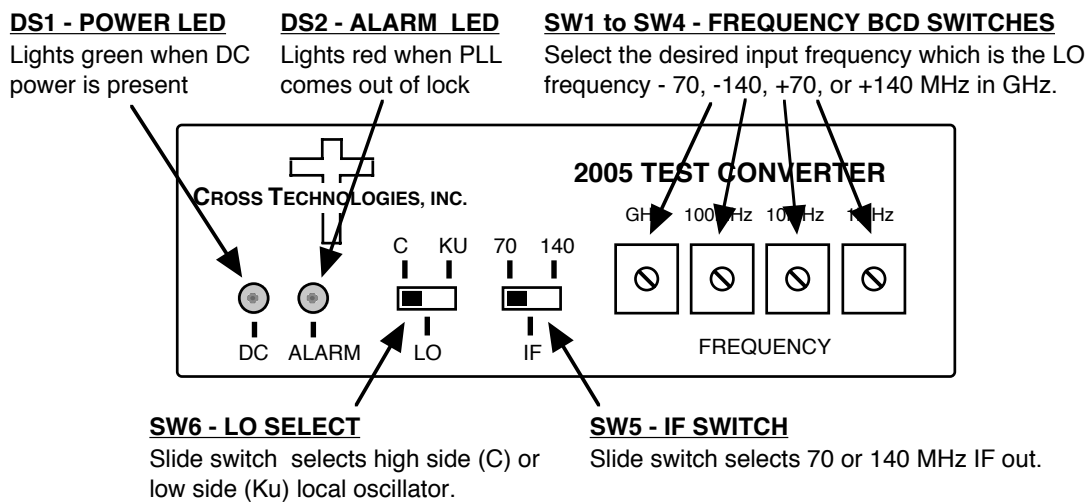 DS1 - POWER LED
Lights green when DC
power is present
DS2 - ALARM LED
Lights red when PLL
comes out of lock
SW1 to SW4 - FREQUENCY BCD SWITCHES
Select the desired input frequency which is the LO
frequency - 70, -140, +70, or +140 MHz in GHz.
CROSS TECHNOLOGIES, INC.
2005 TEST CONVERTER
GHz 100MHz 10MHz 1MHz
C KU
70 140
DC ALARM LO IF FREQUENCY
SW6 - LO SELECT
Slide switch selects high side (C) or
low side (Ku) local oscillator.
SW5 - IF SWITCH
Slide switch selects 70 or 140 MHz IF out.